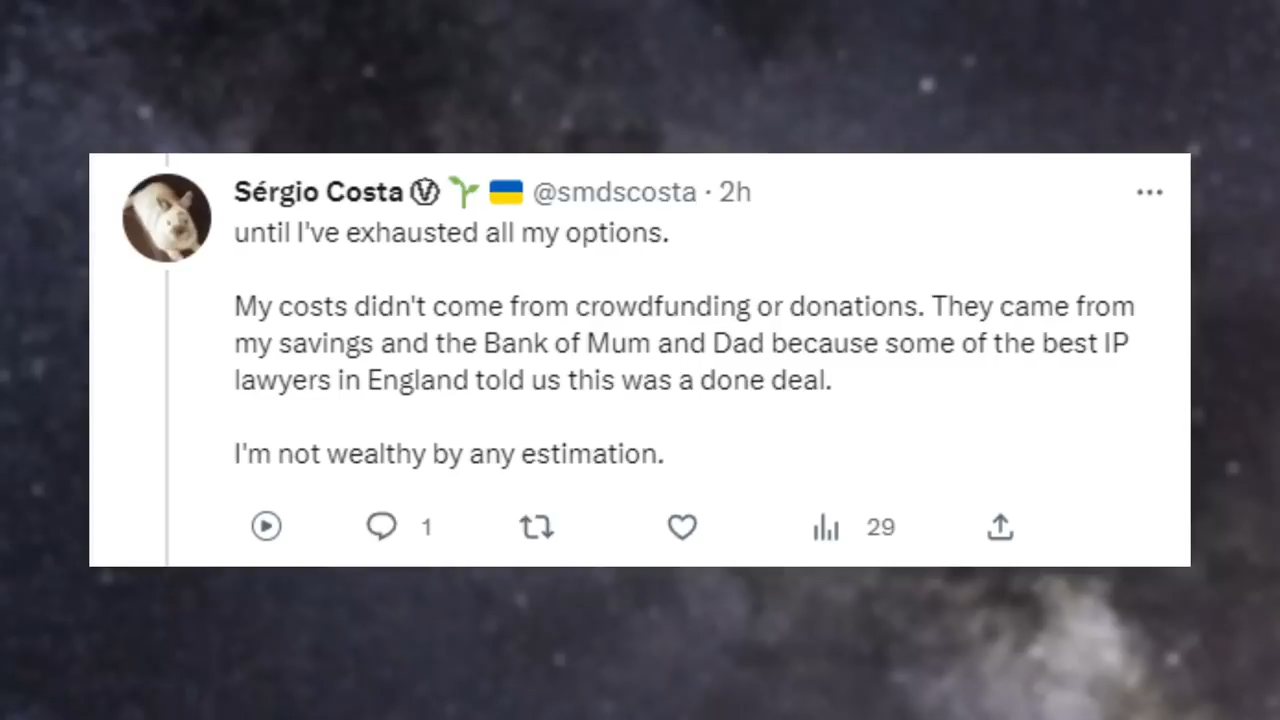 Sérgio Costa Ⓥ 🌱 🇺🇦 @smdscosta · 2h
until I've exhausted all my options.
My costs didn't come from crowdfunding or donations. They came from
my savings and the Bank of Mum and Dad because some of the best IP
lawyers in England told us this was a done deal.
I'm not wealthy by any estimation.
1 29